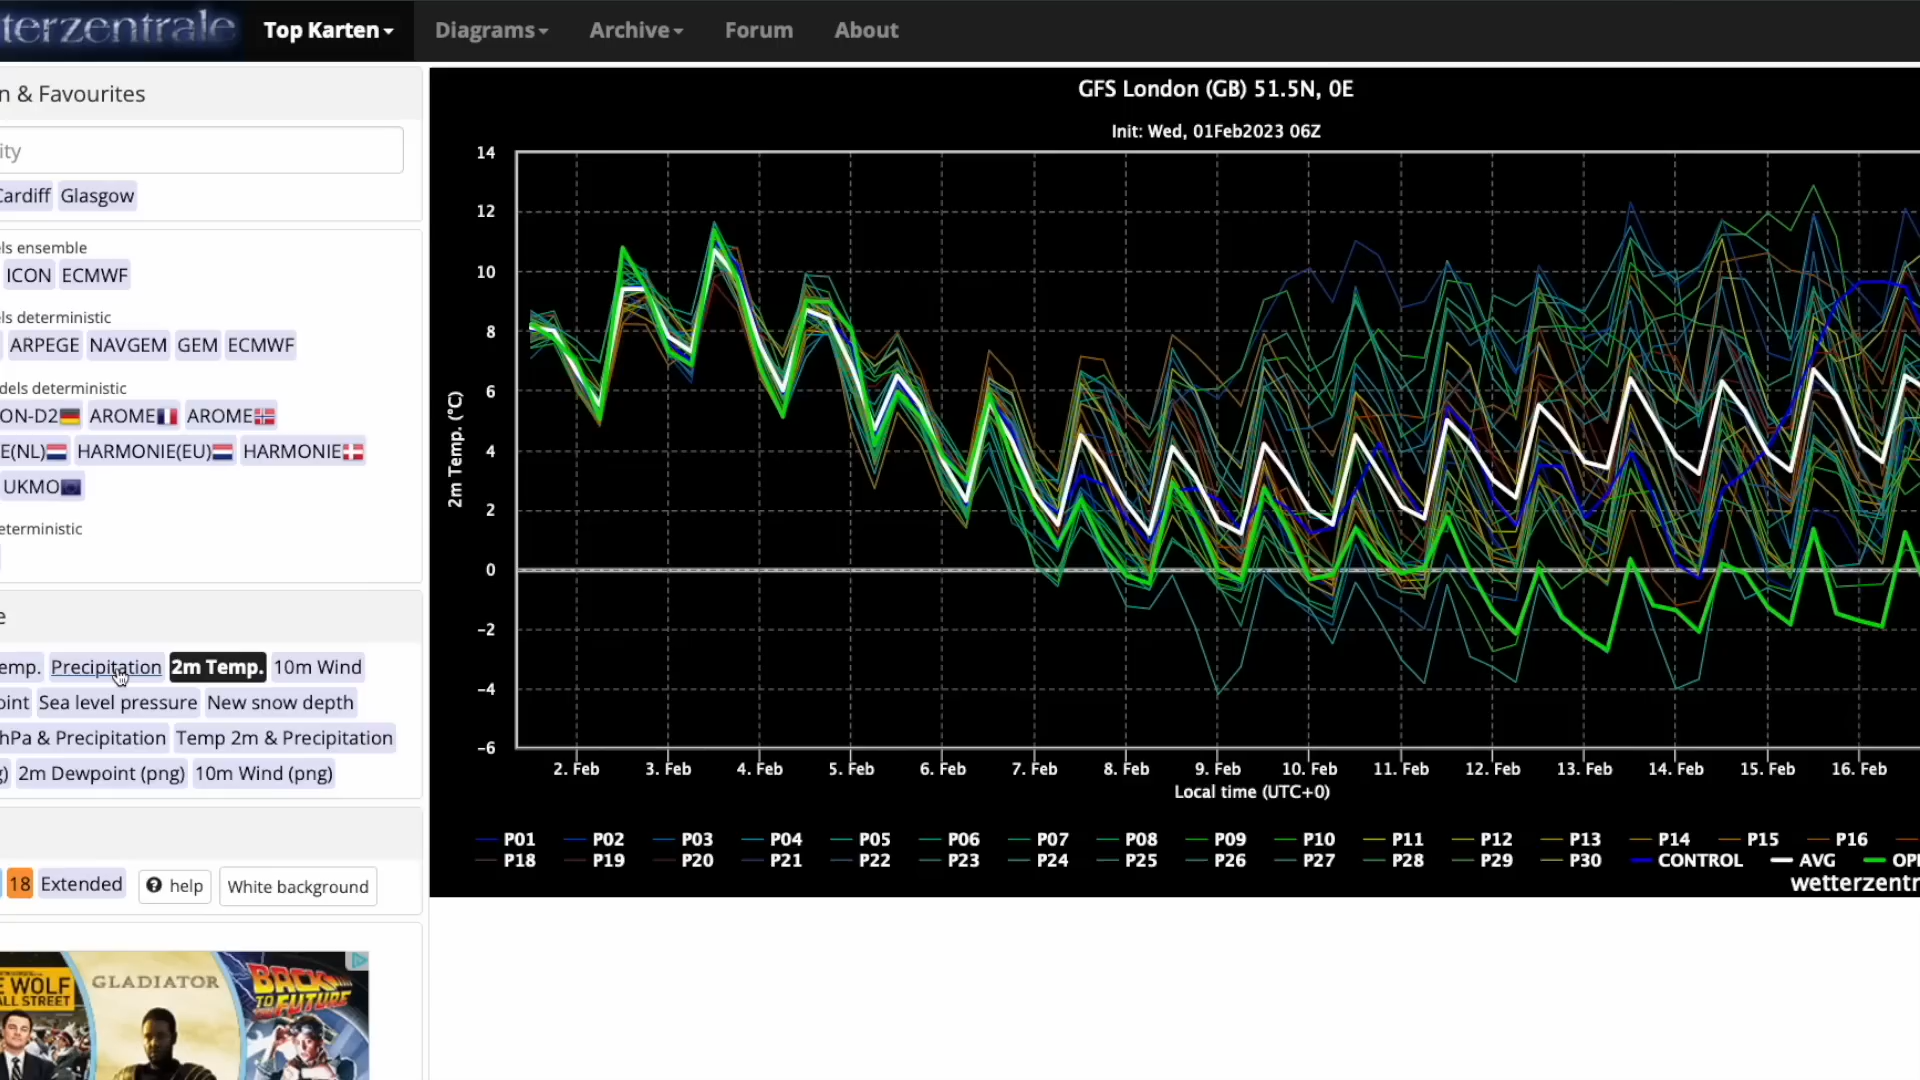 terzentrale
Top Karten
Diagrams
Archive
Forum
About
n & Favourites
ity
Cardiff Glasgow
ls ensemble
ICON ECMWF
ls deterministic
ARPEGE NAVGEM GEM ECMWF
dels deterministic
ON-D2 AROME AROME
E(NL) HARMONIE(EU) HARMONIE
UKMO
eterministic
e
emp. Precipitation 2m Temp. 10m Wind
oint Sea level pressure New snow depth
hPa & Precipitation Temp 2m & Precipitation
g) 2m Dewpoint (png) 10m Wind (png)
18 Extended ? help White background
E WOLF
ALL STREET
GLADIATOR
BACK
TO THE FUTURE
GFS London (GB) 51.5N, 0E
Init: Wed, 01Feb2023 06Z
14
12
10
8
6
4
2
0
-2
-4
-6
2m Temp. (°C)
2. Feb 3. Feb 4. Feb 5. Feb 6. Feb 7. Feb 8. Feb 9. Feb 10. Feb 11. Feb 12. Feb 13. Feb 14. Feb 15. Feb 16. Feb
Local time (UTC+0)
P01 P02 P03 P04 P05 P06 P07 P08 P09 P10 P11 P12 P13 P14 P15 P16
P18 P19 P20 P21 P22 P23 P24 P25 P26 P27 P28 P29 P30 CONTROL AVG OPE
wetterzentr